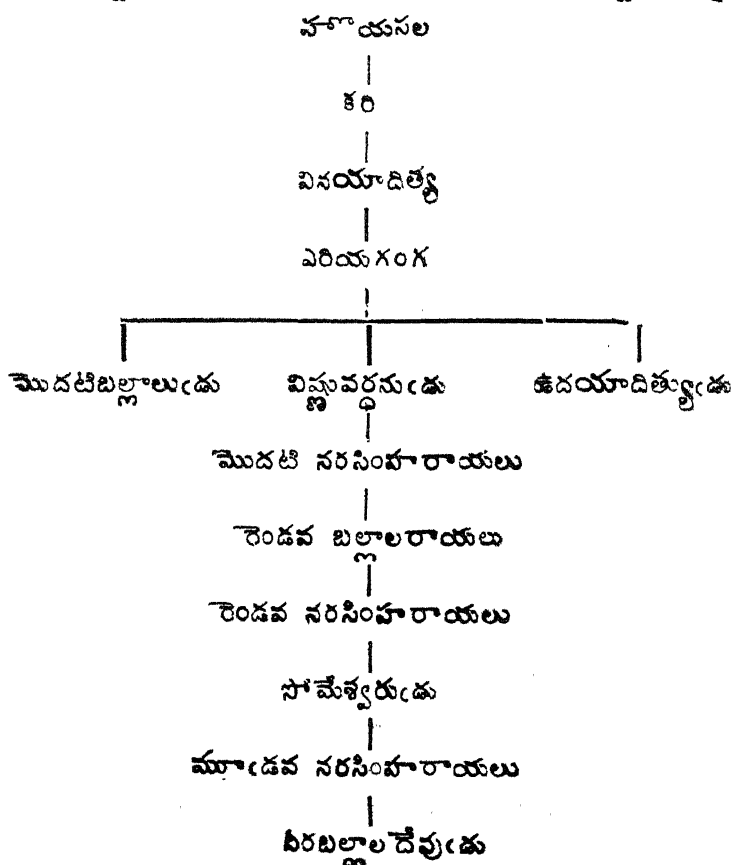 హొయసల
కరి
వినయాదిత్య
ఎరియగంగ
మొదటిబల్లాలుఁడు విష్ణువర్ధనుఁడు ఉదయాదిత్యుఁడు
మొదటి నరసింహరాయలు
రెండవ బల్లాలరాయలు
రెండవ నరసింహరాయలు
సోమేశ్వరుఁడు
మూఁడవ నరసింహరాయలు
వీరబల్లాలదేవుఁడు